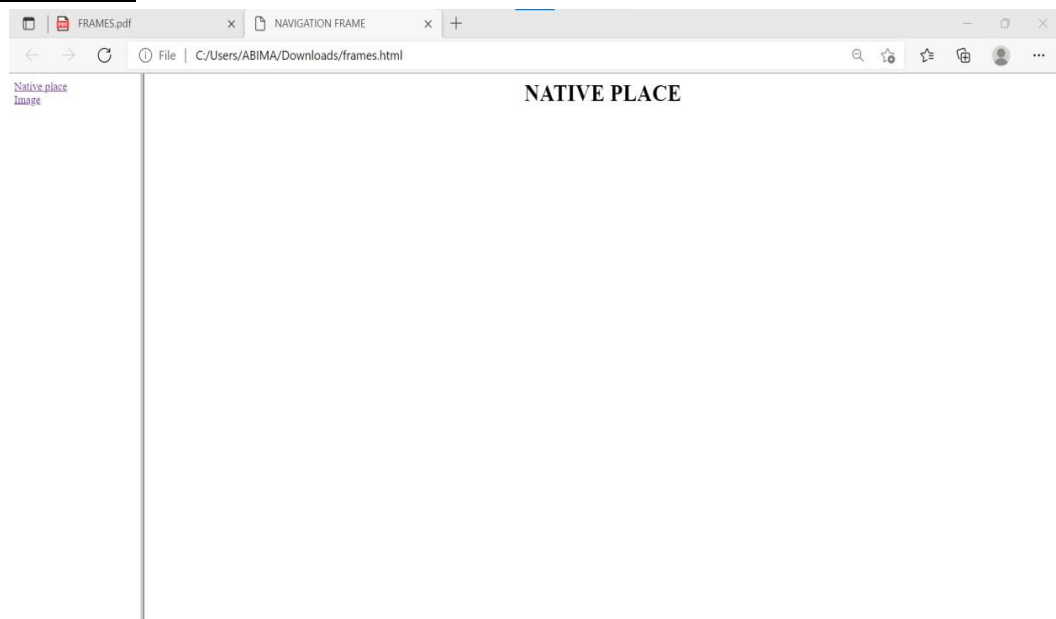 FRAMES.pdf
NAVIGATION FRAME
File | C:/Users/ABIMA/Downloads/frames.html
Native place
Image
NATIVE PLACE